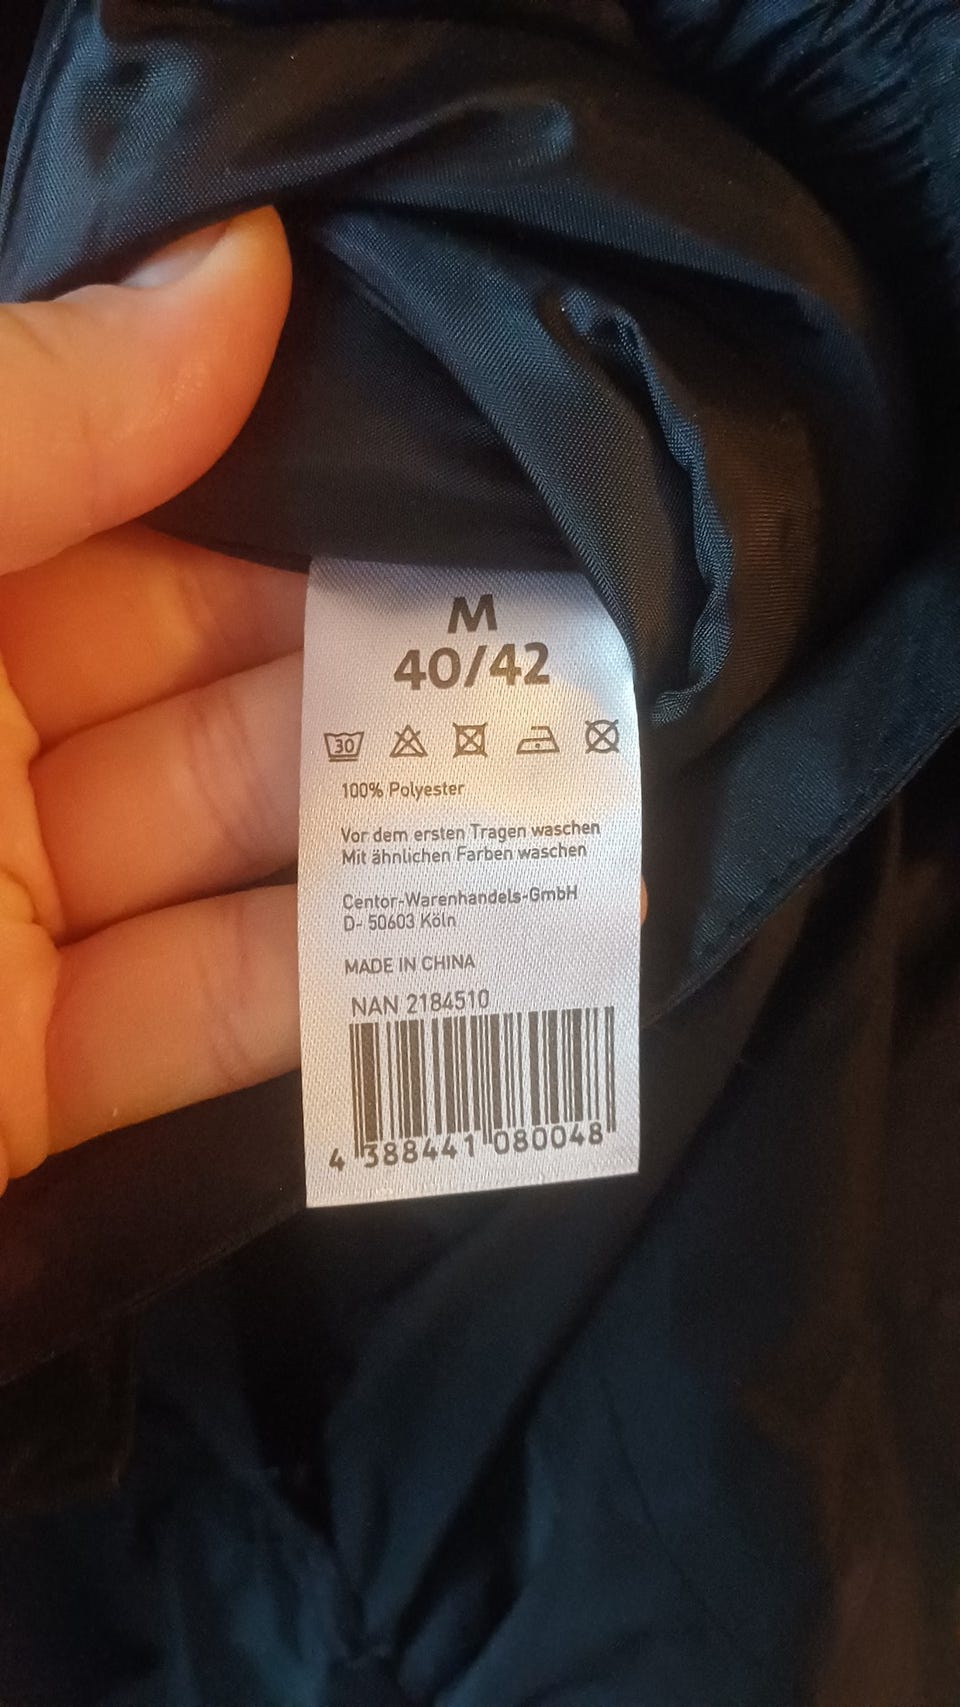 M
40/42
30
100% Polyester
Vor dem ersten Tragen waschen
Mit ähnlichen Farben waschen
Centor-Warenhandels-GmbH
D- 50603 Köln
MADE IN CHINA
NAN 2184510
4 388441 080048